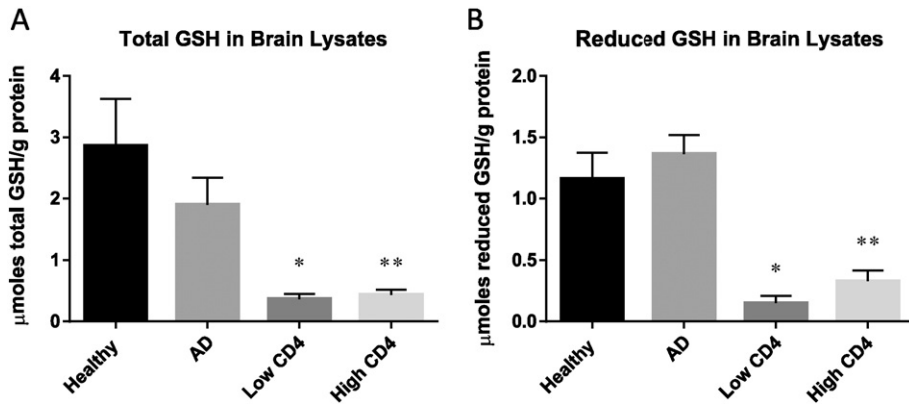 A
Total GSH in Brain Lysates
μmoles total GSH/g protein
4
3
2
1
0
*
**
Healthy
AD
Low CD4
High CD4
B
Reduced GSH in Brain Lysates
μmoles reduced GSH/g protein
2.0
1.5
1.0
0.5
0.0
*
**
Healthy
AD
Low CD4
High CD4